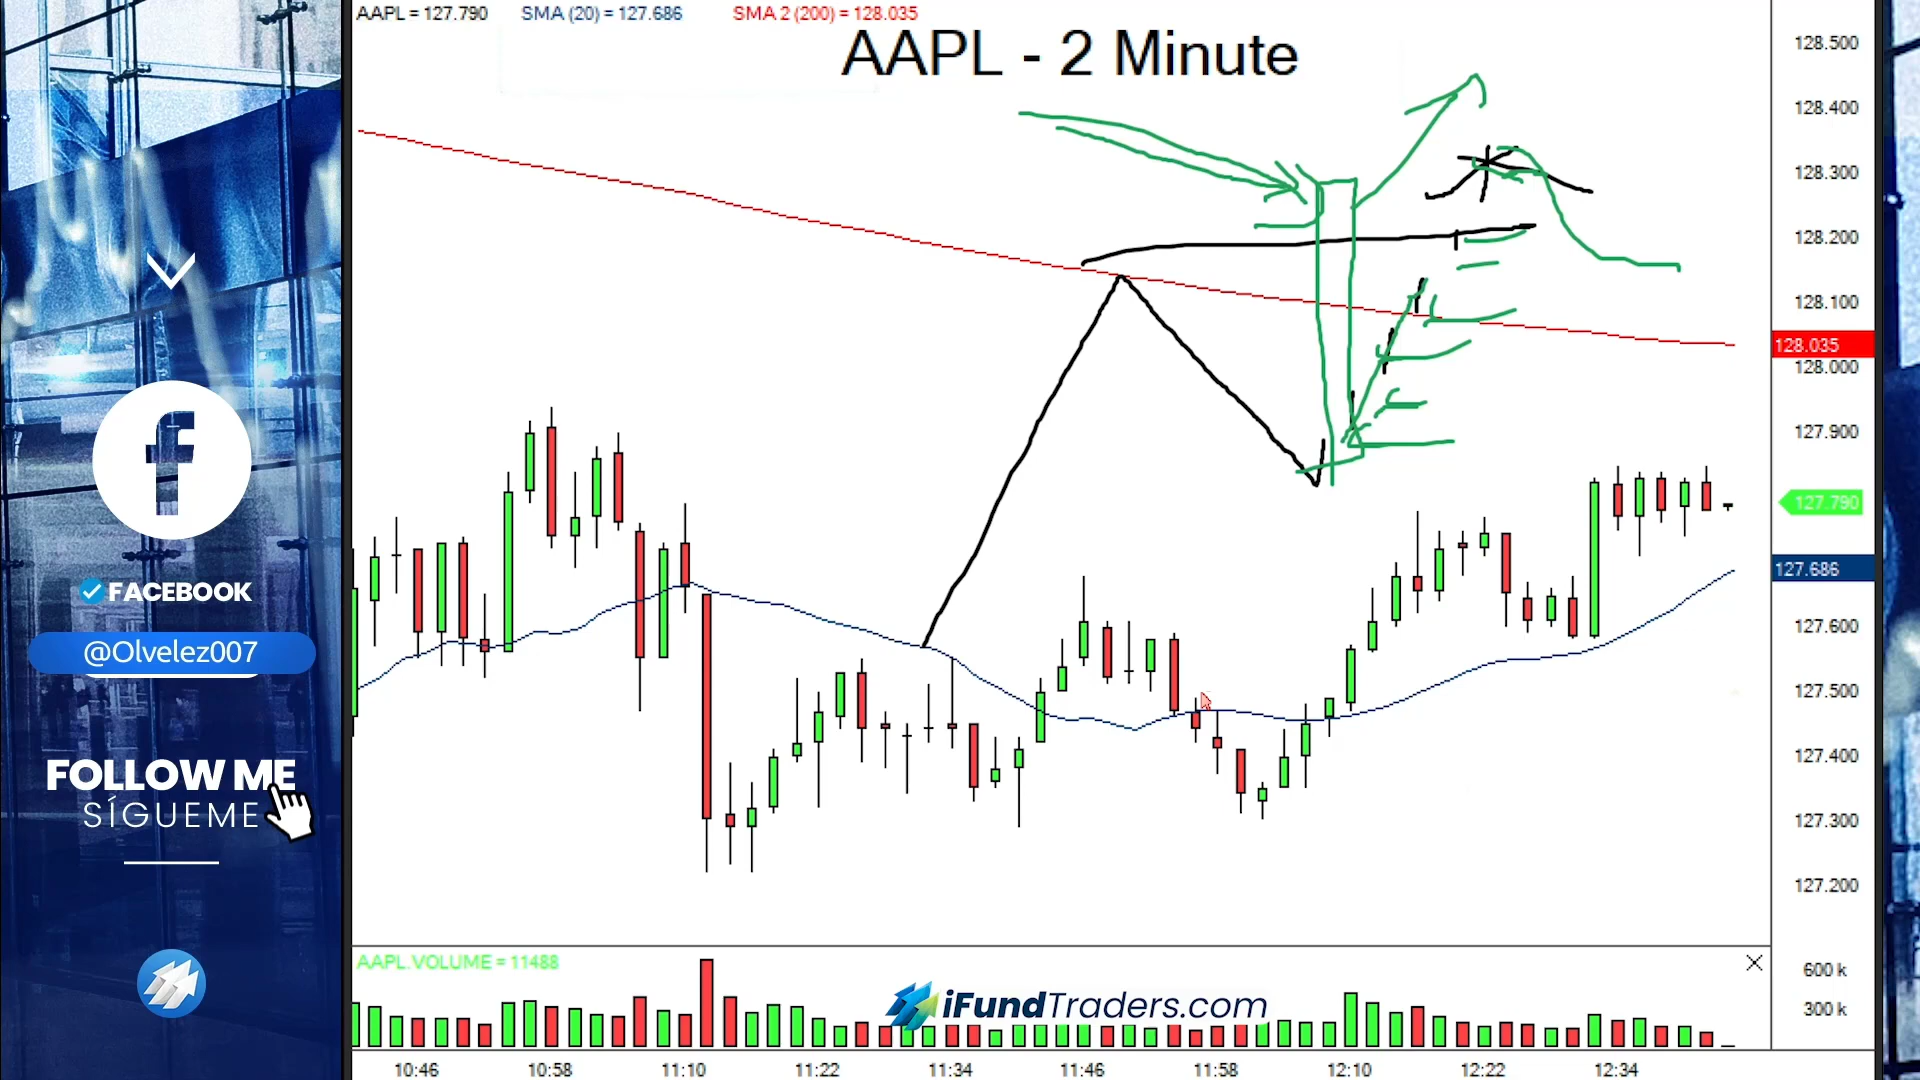 AAPL = 127.790 SMA (20) = 127.686 SMA 2 (200) = 128.035
AAPL - 2 Minute
128.500
128.400
128.300
128.200
128.100
128.035
128.000
127.900
127.790
127.686
127.600
127.500
127.400
127.300
127.200
FACEBOOK
@Olvelez007
FOLLOW ME
SÍGUEME
AAPL.VOLUME = 11488
600 k
300 k
iFundTraders.com
10:46 10:58 11:10 11:22 11:34 11:46 11:58 12:10 12:22 12:34